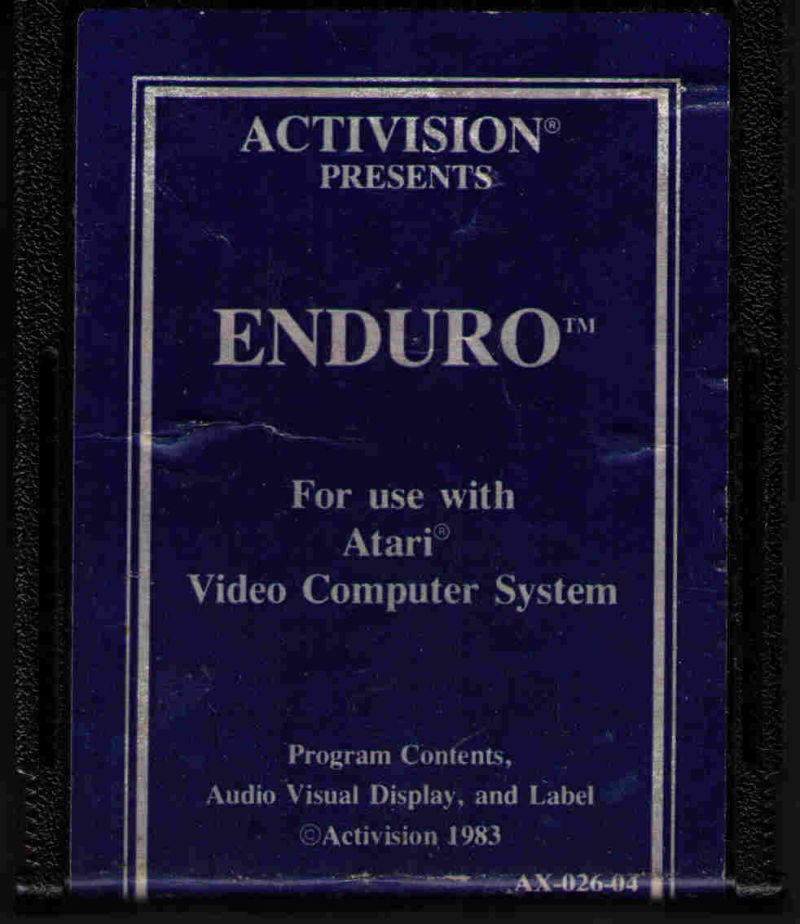 ACTIVISION®
PRESENTS
ENDURO™
For use with
Atari®
Video Computer System
Program Contents,
Audio Visual Display, and Label
©Activision 1983
AX-026-04